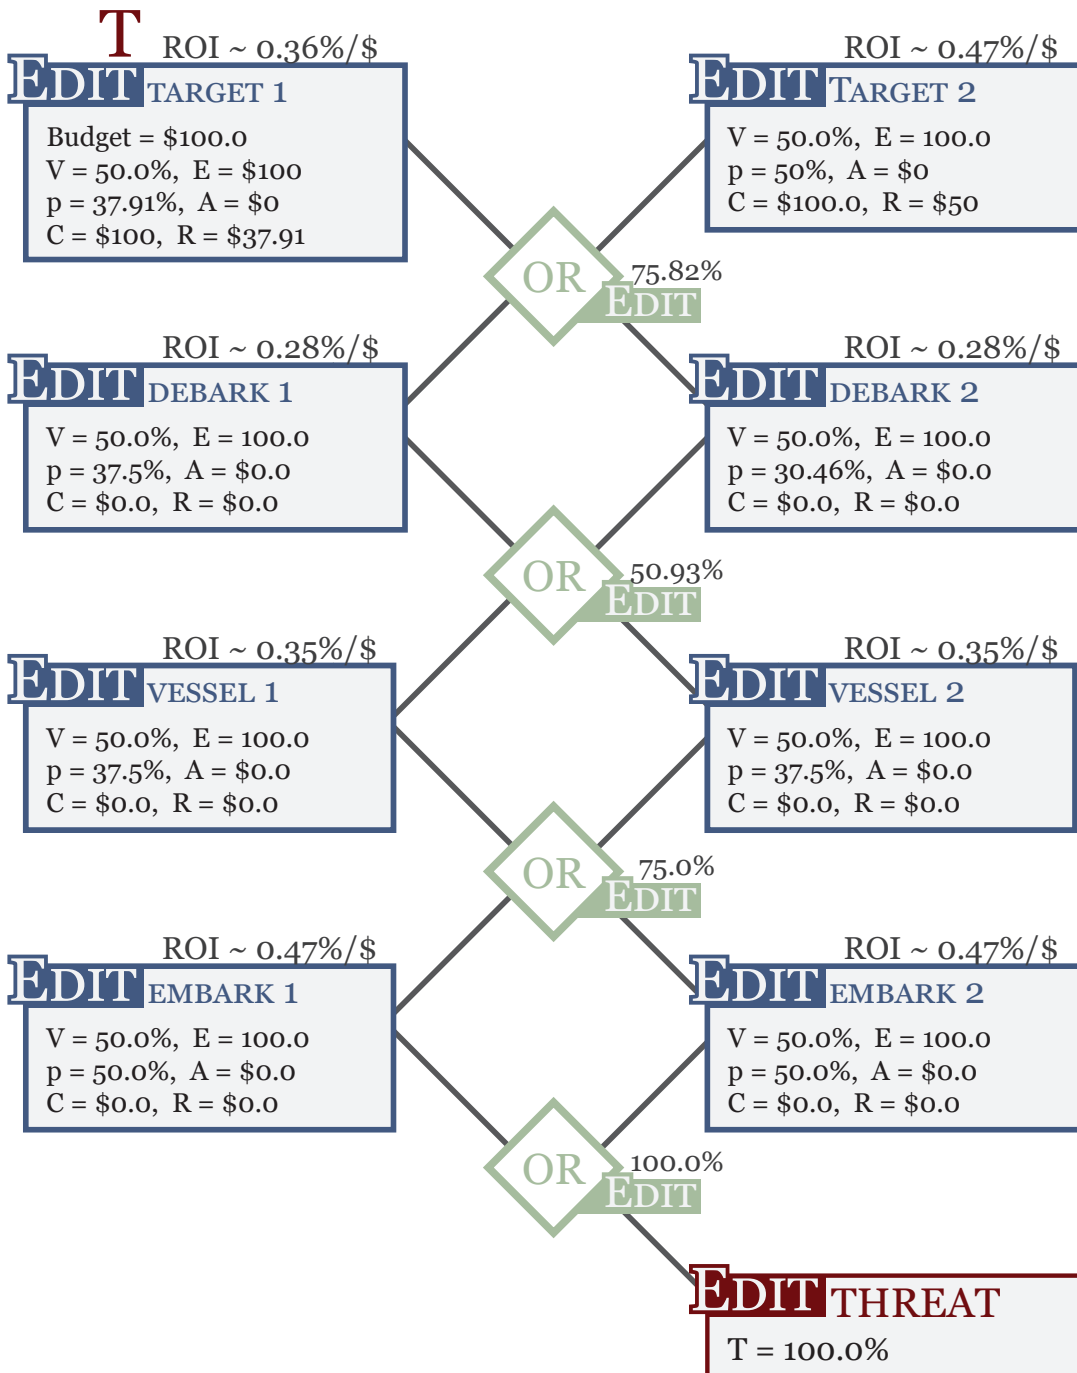 T
ROI ~ 0.36%/$
EDIT TARGET 1
Budget = $100.0
V = 50.0%, E = $100
p = 37.91%, A = $0
C = $100, R = $37.91
ROI ~ 0.47%/$
EDIT TARGET 2
V = 50.0%, E = 100.0
p = 50%, A = $0
C = $100.0, R = $50
OR
75.82%
EDIT
ROI ~ 0.28%/$
EDIT DEBARK 1
V = 50.0%, E = 100.0
p = 37.5%, A = $0.0
C = $0.0, R = $0.0
ROI ~ 0.28%/$
EDIT DEBARK 2
V = 50.0%, E = 100.0
p = 30.46%, A = $0.0
C = $0.0, R = $0.0
OR
50.93%
EDIT
ROI ~ 0.35%/$
EDIT VESSEL 1
V = 50.0%, E = 100.0
p = 37.5%, A = $0.0
C = $0.0, R = $0.0
ROI ~ 0.35%/$
EDIT VESSEL 2
V = 50.0%, E = 100.0
p = 37.5%, A = $0.0
C = $0.0, R = $0.0
OR
75.0%
EDIT
ROI ~ 0.47%/$
EDIT EMBARK 1
V = 50.0%, E = 100.0
p = 50.0%, A = $0.0
C = $0.0, R = $0.0
ROI ~ 0.47%/$
EDIT EMBARK 2
V = 50.0%, E = 100.0
p = 50.0%, A = $0.0
C = $0.0, R = $0.0
OR
100.0%
EDIT
EDIT THREAT
T = 100.0%